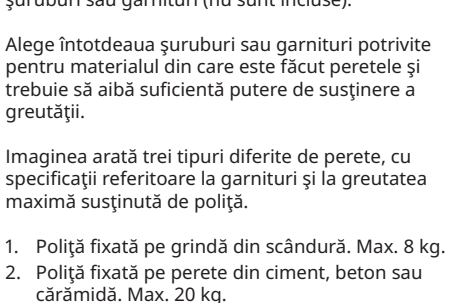 șuruburi sau garnituri (nu sunt incluse).
Alege întotdeaua şuruburi sau garnituri potrivite
pentru materialul din care este făcut peretele şi
trebuie să aibă suficientă putere de susţinere a
greutăţii.
Imaginea arată trei tipuri diferite de perete, cu
specificaţii referitoare la garnituri şi la greutatea
maximă susţinută de poliţă.
1. Poliţă fixată pe grindă din scândură. Max. 8 kg.
2. Poliţă fixată pe perete din ciment, beton sau
cărămidă. Max. 20 kg.